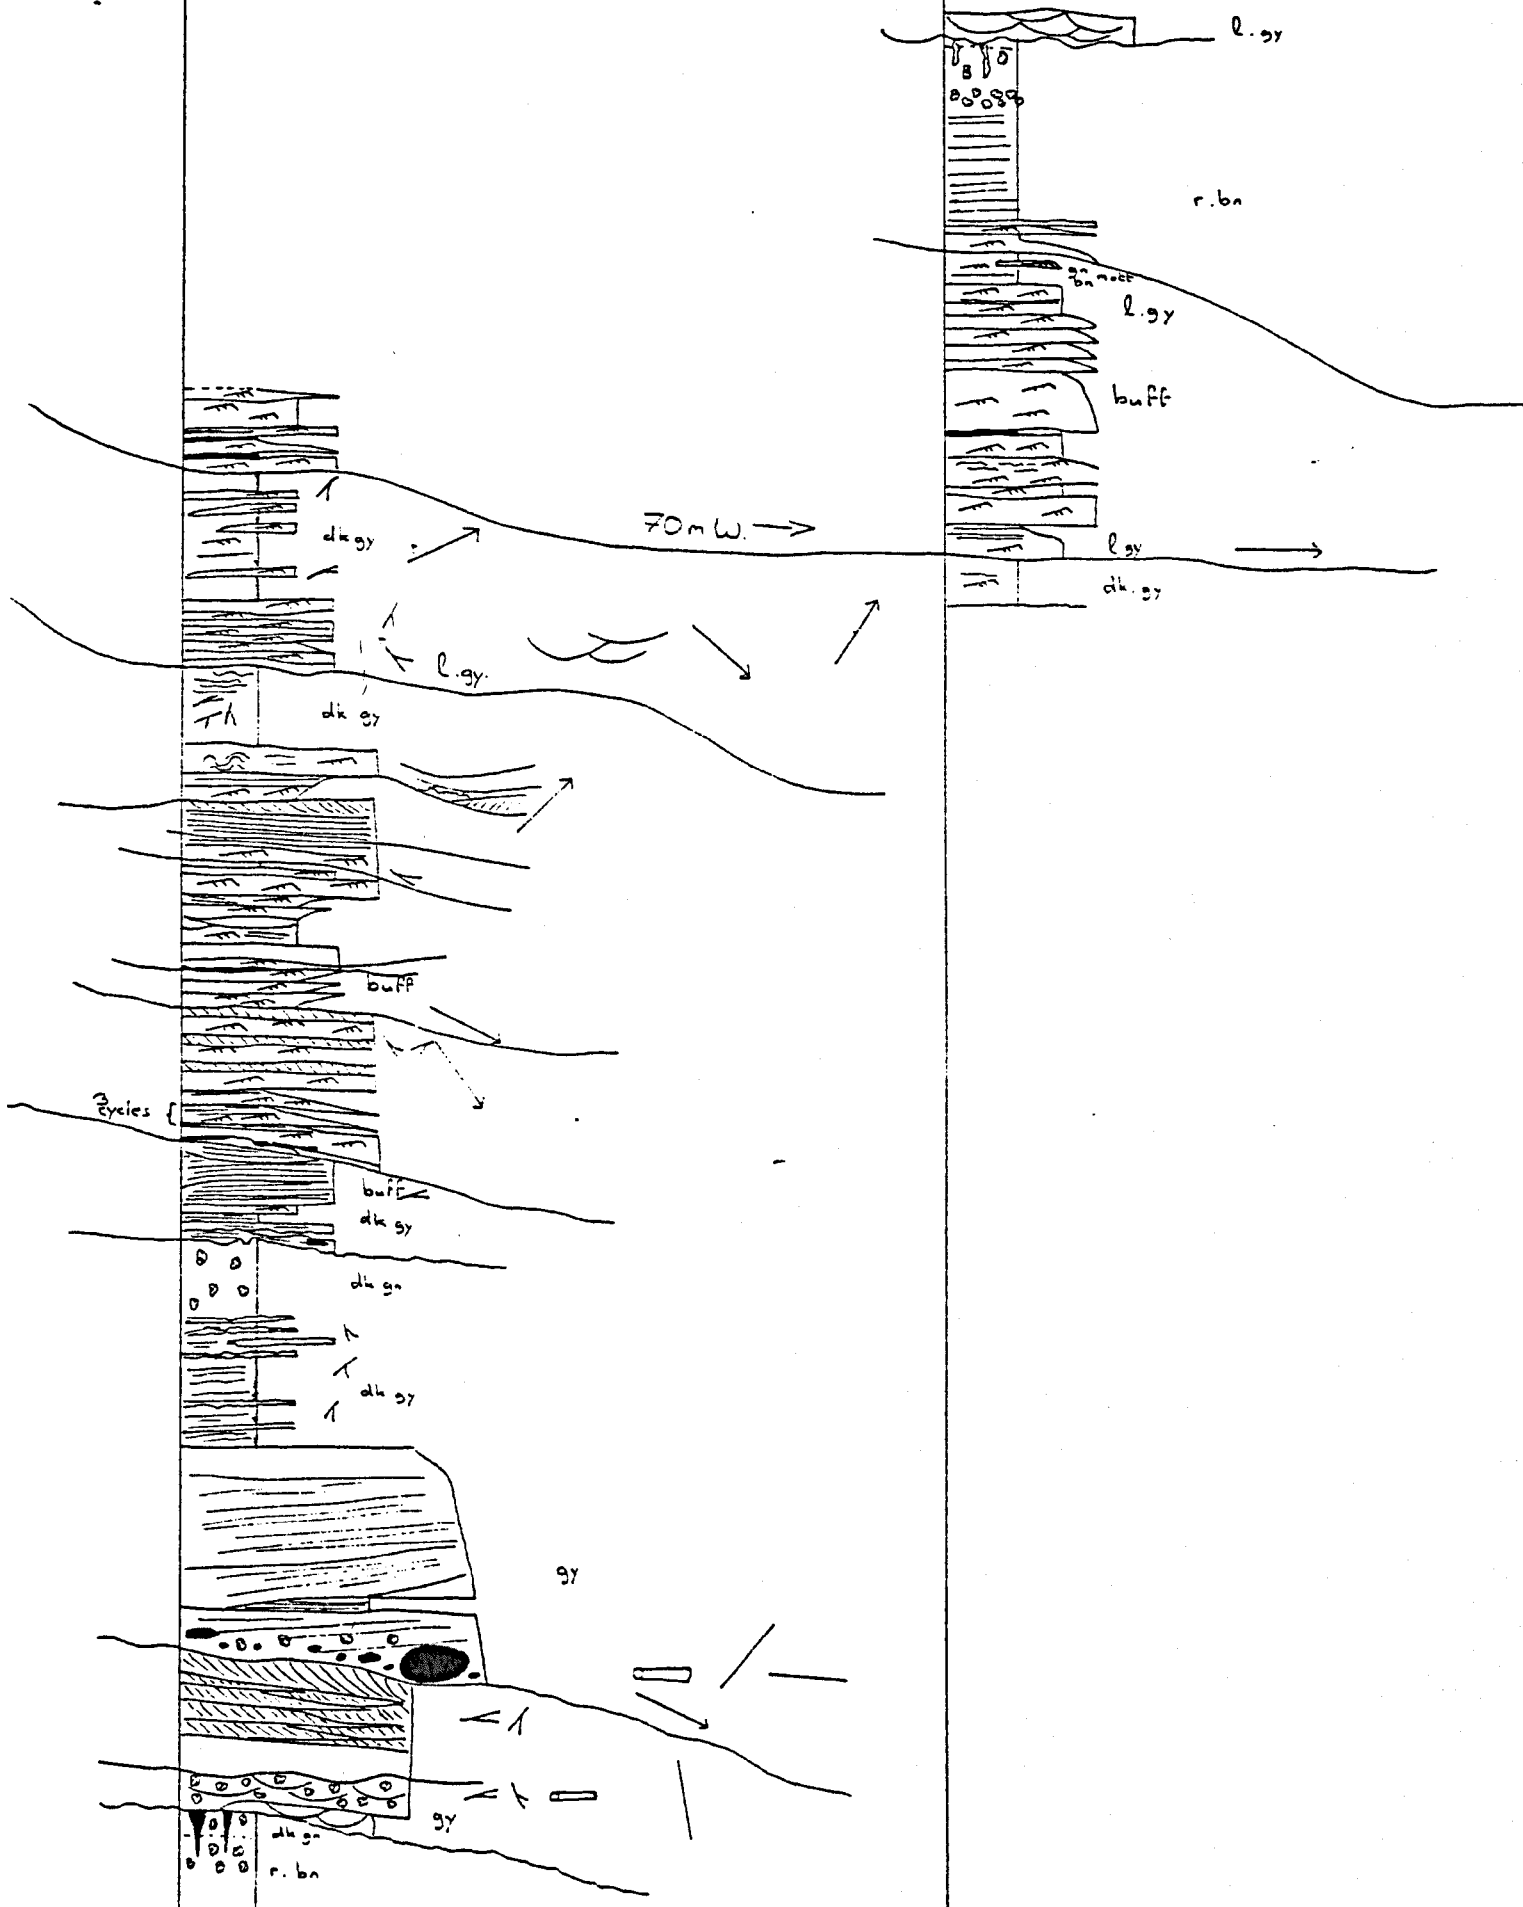 dk gy
l.gy.
dk gy
buff
3
cycles {
buff
dk gy
dk gn
dk gy
gy
gy
dk gn
r. bn
70m W.
l.gy
r.bn
gn
bn mott
l.gy
buff
l gy
dk. gy